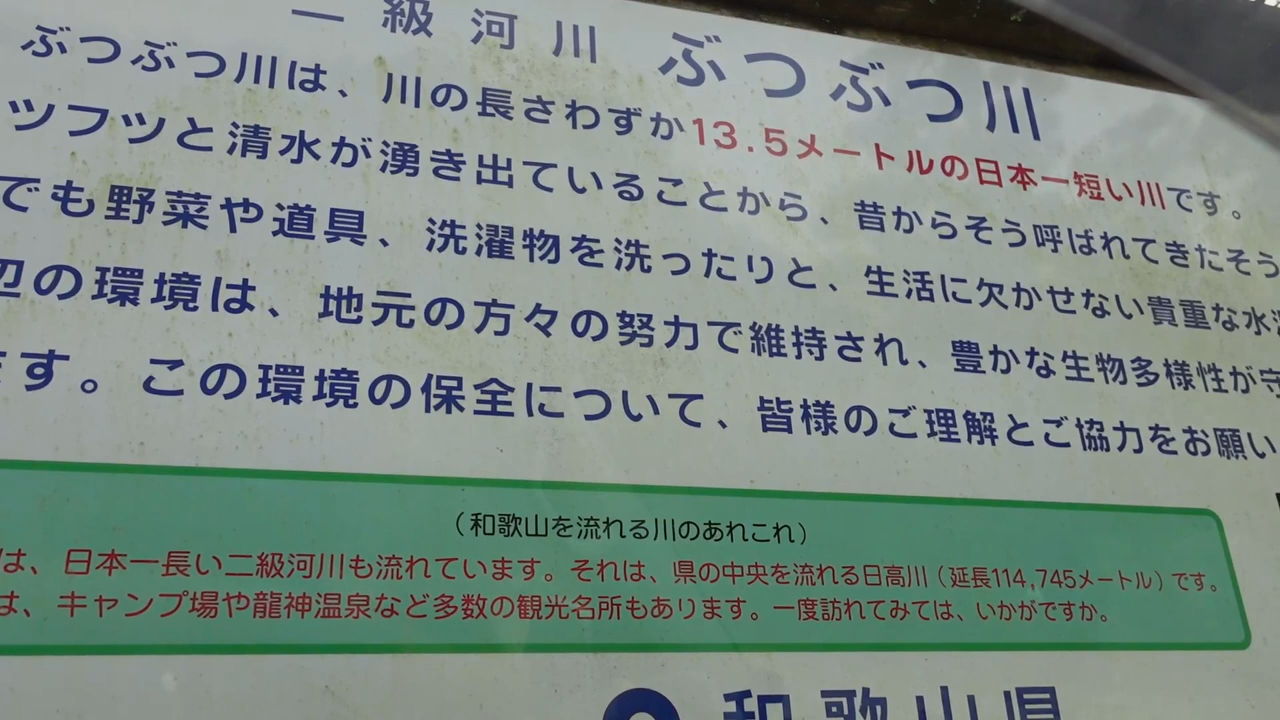 一級河川 ぶつぶつ川
ぶつぶつ川は、川の長さわずか13.5メートルの日本一短い川です。
ツフツと清水が湧き出ていることから、昔からそう呼ばれてきたそう
でも野菜や道具、洗濯物を洗ったりと、生活に欠かせない貴重な水
辺の環境は、地元の方々の努力で維持され、豊かな生物多様性が守
ます。この環境の保全について、皆様のご理解とご協力をお願い
（和歌山を流れる川のあれこれ）
は、日本一長い二級河川も流れています。それは、県の中央を流れる日高川（延長114,745メートル）です。
は、キャンプ場や龍神温泉など多数の観光名所もあります。一度訪れてみては、いかがですか。
和歌山県